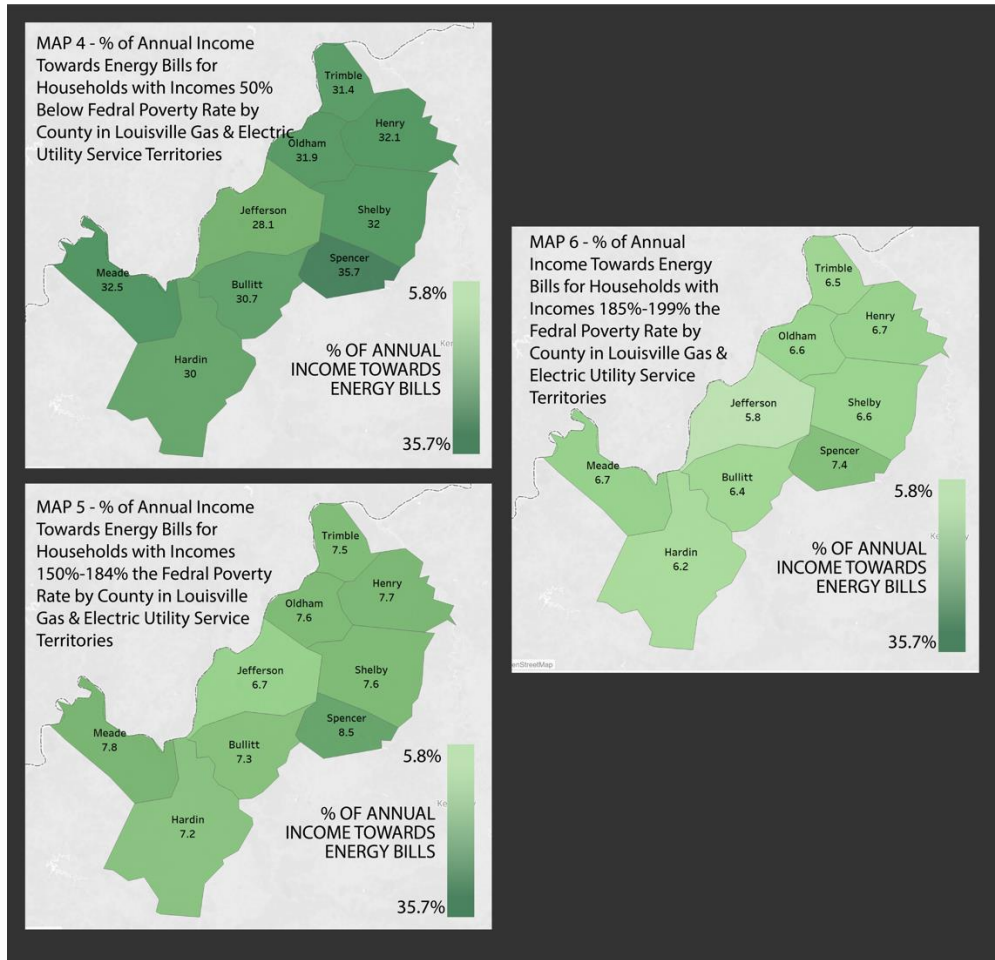 MAP 4 - % of Annual Income
Towards Energy Bills for
Households with Incomes 50%
Below Fedral Poverty Rate by
County in Louisville Gas & Electric
Utility Service Territories
Trimble
31.4
Henry
32.1
Oldham
31.9
Jefferson
28.1
Shelby
32
Spencer
35.7
Meade
32.5
Bullitt
30.7
Hardin
30
5.8%
% OF ANNUAL
INCOME TOWARDS
ENERGY BILLS
35.7%
MAP 5 - % of Annual Income
Towards Energy Bills for
Households with Incomes
150%-184% the Fedral Poverty
Rate by County in Louisville
Gas & Electric Utility Service
Territories
Trimble
7.5
Henry
7.7
Oldham
7.6
Jefferson
6.7
Shelby
7.6
Spencer
8.5
Meade
7.8
Bullitt
7.3
Hardin
7.2
5.8%
% OF ANNUAL
INCOME TOWARDS
ENERGY BILLS
35.7%
MAP 6 - % of Annual
Income Towards Energy
Bills for Households with
Incomes 185%-199% the
Fedral Poverty Rate by
County in Louisville Gas &
Electric Utility Service
Territories
Trimble
6.5
Henry
6.7
Oldham
6.6
Jefferson
5.8
Shelby
6.6
Spencer
7.4
Meade
6.7
Bullitt
6.4
Hardin
6.2
5.8%
% OF ANNUAL
INCOME TOWARDS
ENERGY BILLS
35.7%
enStreetMap